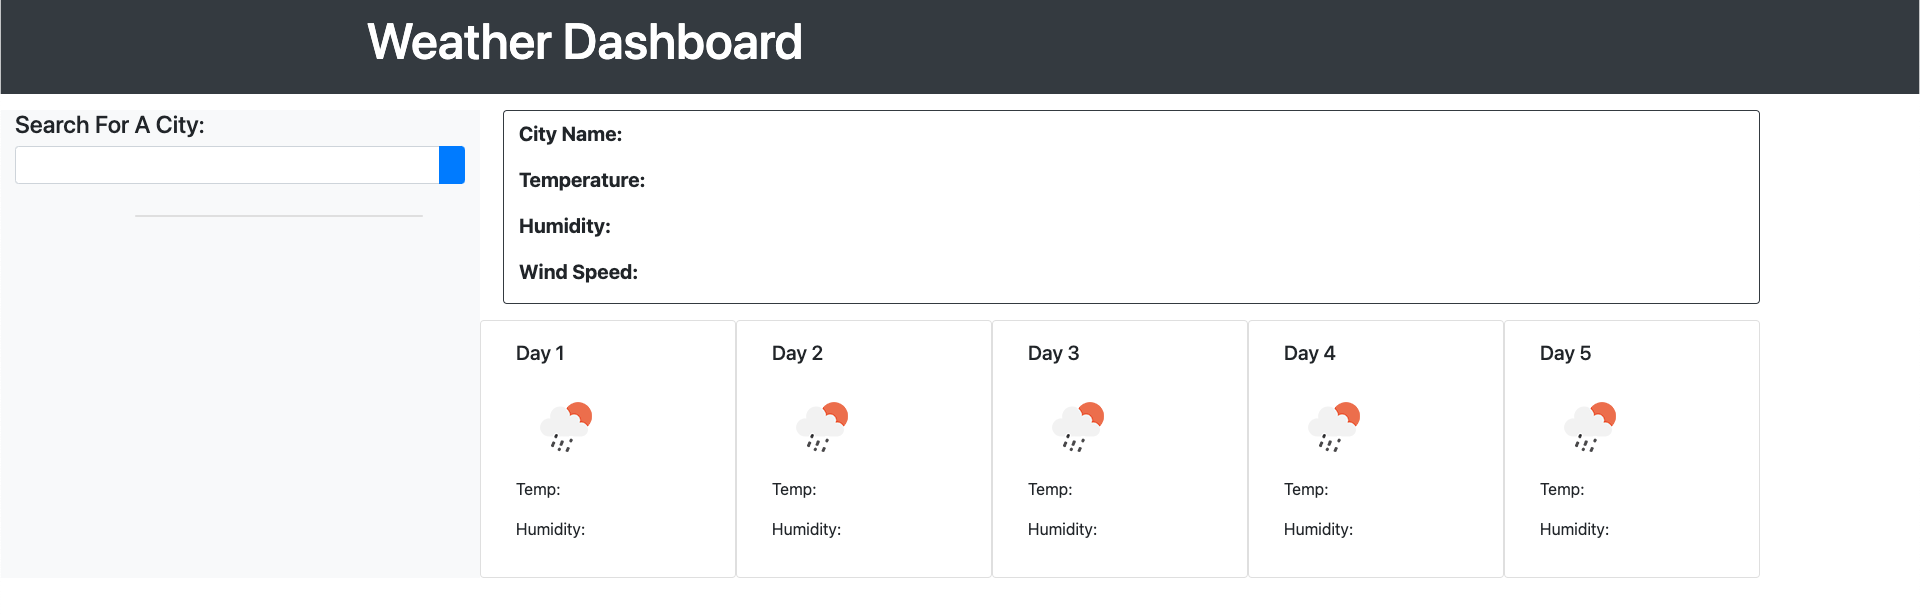 Weather Dashboard
Search For A City:
City Name:
Temperature:
Humidity:
Wind Speed:
Day 1
Temp:
Humidity:
Day 2
Temp:
Humidity:
Day 3
Temp:
Humidity:
Day 4
Temp:
Humidity:
Day 5
Temp:
Humidity: